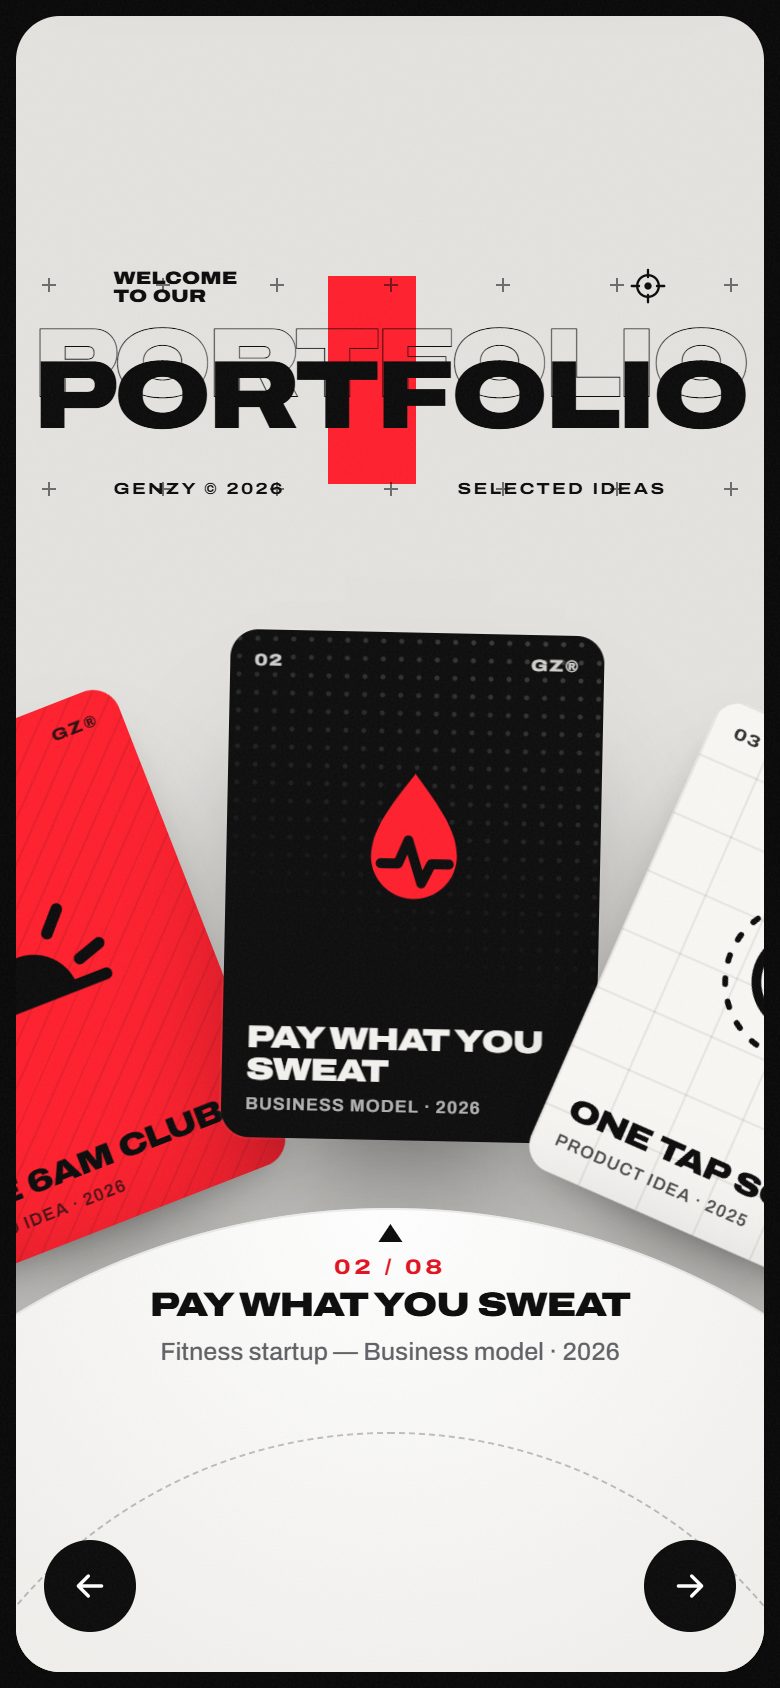 WELCOME
TO OUR
PORTFOLIO
PORTFOLIO
GENZY © 2026
SELECTED IDEAS
GZ®
6AM CLUB
IDEA · 2026
02
GZ®
PAY WHAT YOU
SWEAT
BUSINESS MODEL · 2026
03
ONE TAP
PRODUCT IDEA · 2025
02 / 08
PAY WHAT YOU SWEAT
Fitness startup — Business model · 2026